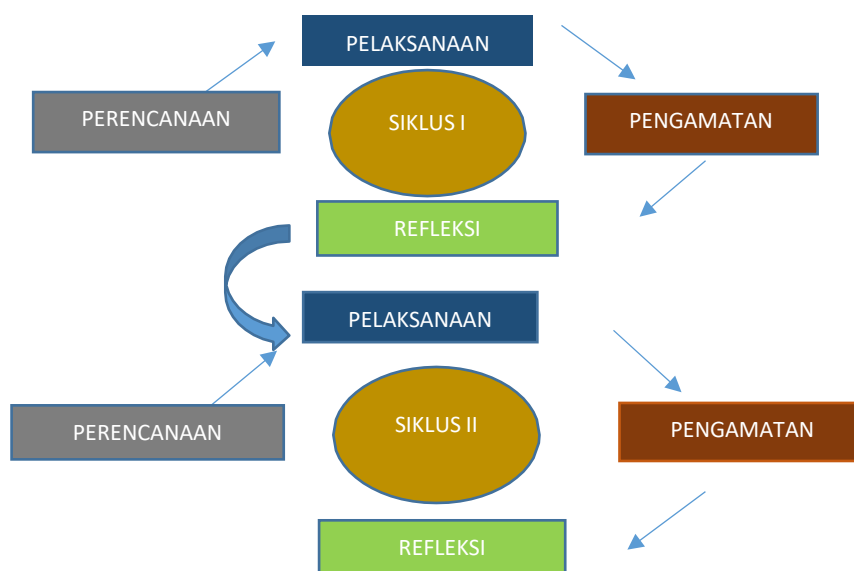 PELAKSANAAN
PERENCANAAN
SIKLUS I
PENGAMATAN
REFLEKSI
PELAKSANAAN
PERENCANAAN
SIKLUS II
PENGAMATAN
REFLEKSI